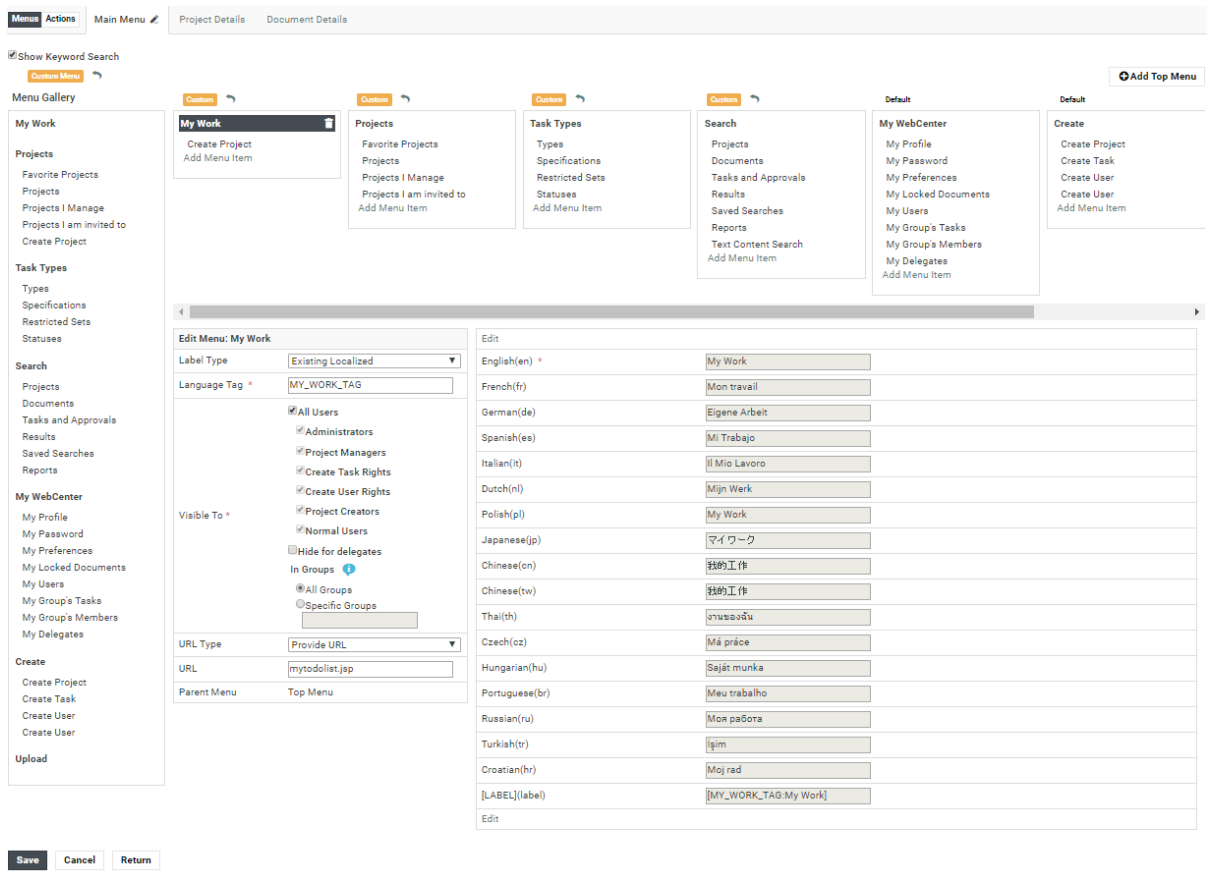 Menus Actions Main Menu Project Details Document Details
Show Keyword Search
Custom Menu
Add Top Menu
Menu Gallery
My Work
Projects
Favorite Projects
Projects
Projects I Manage
Projects I am invited to
Create Project
Task Types
Types
Specifications
Restricted Sets
Statuses
Search
Projects
Documents
Tasks and Approvals
Results
Saved Searches
Reports
My WebCenter
My Profile
My Password
My Preferences
My Locked Documents
My Users
My Group's Tasks
My Group's Members
My Delegates
Create
Create Project
Create Task
Create User
Create User
Upload
Custom
My Work
Create Project
Add Menu Item
Custom
Projects
Favorite Projects
Projects
Projects I Manage
Projects I am invited to
Add Menu Item
Custom
Task Types
Types
Specifications
Restricted Sets
Statuses
Add Menu Item
Custom
Search
Projects
Documents
Tasks and Approvals
Results
Saved Searches
Reports
Text Content Search
Add Menu Item
Default
My WebCenter
My Profile
My Password
My Preferences
My Locked Documents
My Users
My Group's Tasks
My Group's Members
My Delegates
Add Menu Item
Default
Create
Create Project
Create Task
Create User
Create User
Add Menu Item
Edit Menu: My Work
Label Type Existing Localized
Language Tag * MY_WORK_TAG
Visible To *
All Users
Administrators
Project Managers
Create Task Rights
Create User Rights
Project Creators
Normal Users
Hide for delegates
In Groups
All Groups
Specific Groups
URL Type Provide URL
URL mytodolist.jsp
Parent Menu Top Menu
Edit
English(en) * My Work
French(fr) Mon travail
German(de) Eigene Arbeit
Spanish(es) Mi Trabajo
Italian(it) Il Mio Lavoro
Dutch(nl) Mijn Werk
Polish(pl) My Work
Japanese(jp) マイワーク
Chinese(cn) 我的工作
Chinese(tw) 我的工作
Thai(th) งานของฉัน
Czech(cz) Má práce
Hungarian(hu) Saját munka
Portuguese(br) Meu trabalho
Russian(ru) Моя работа
Turkish(tr) İşim
Croatian(hr) Moj rad
[LABEL](label) [MY_WORK_TAG:My Work]
Edit
Save Cancel Return